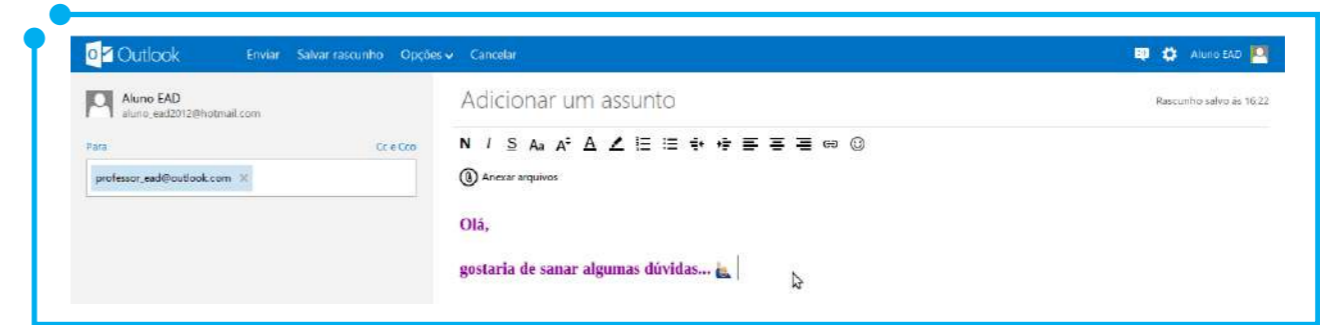 Outlook Enviar Salvar rascunho Opções Cancelar Aluno EAD
Aluno EAD
aluno_ead2012@hotmail.com
Para Cc e Cco
professor_ead@outlook.com
Adicionar um assunto Rascunho salvo às 16:22
N I S Aa A A
Anexar arquivos
Olá,
gostaria de sanar algumas dúvidas...